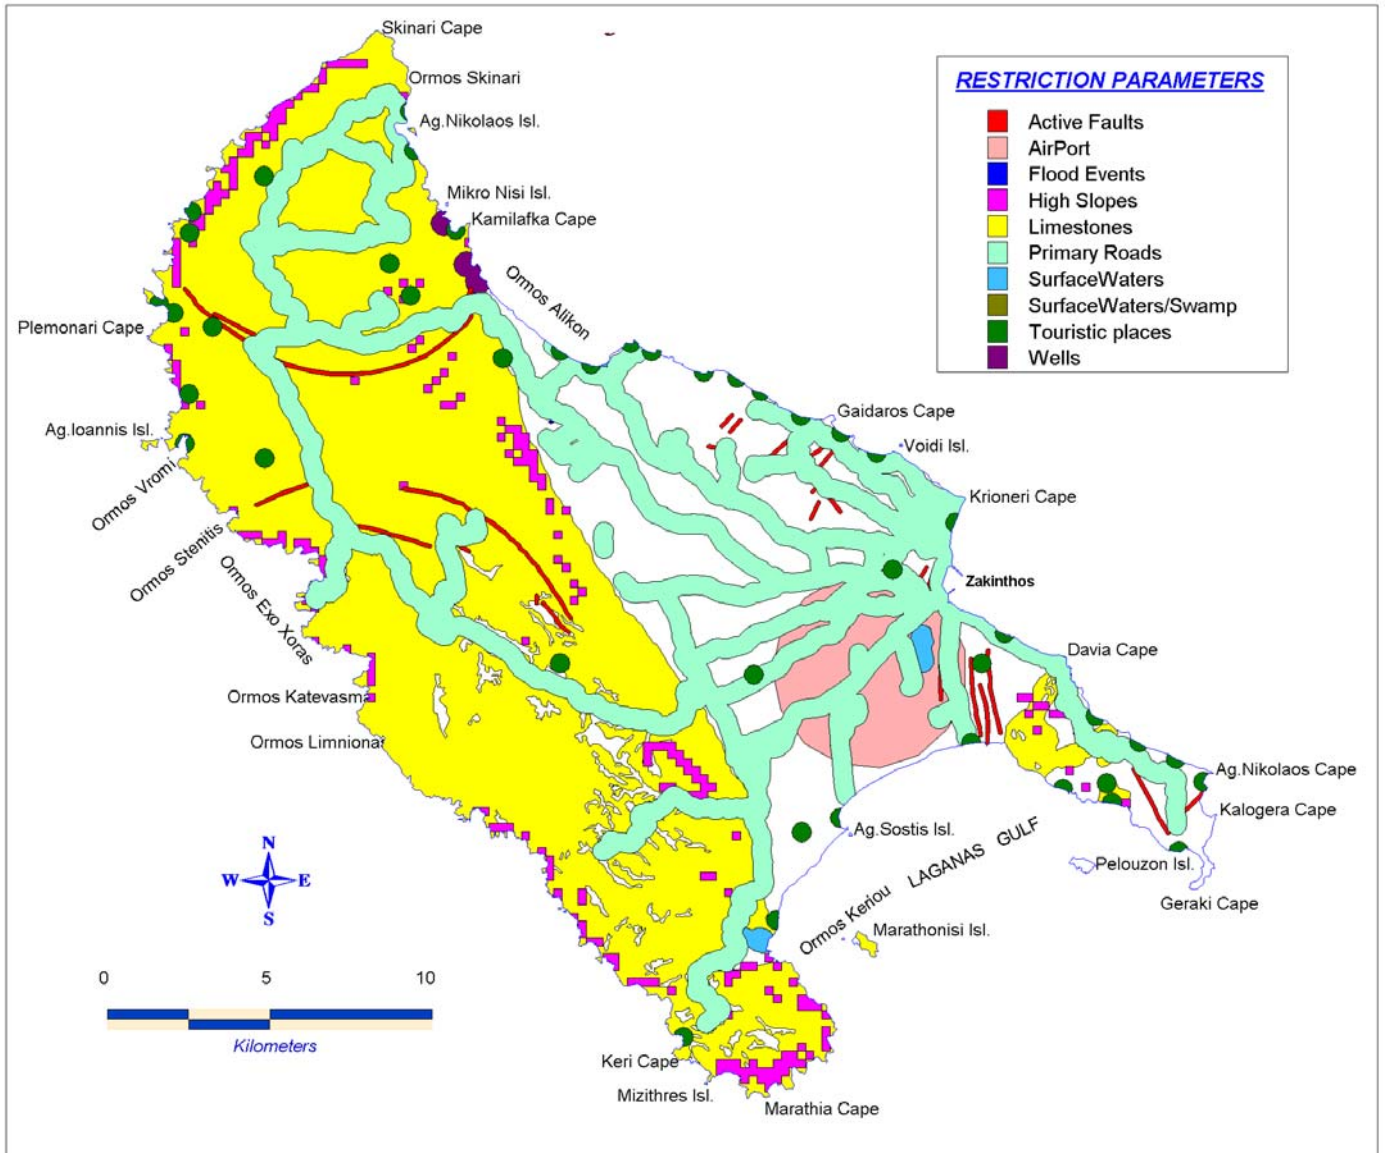 Skinari Cape
Ormos Skinari
Ag.Nikolaos Isl.
Mikro Nisi Isl.
Kamilafka Cape
Ormos Alikon
Plemonari Cape
Ag.Ioannis Isl.
Ormos Vromi
Ormos Stenitis
Ormos Exo Xoras
Ormos Katevasma
Ormos Limniona
Gaidaros Cape
Voidi Isl.
Krioneri Cape
Zakinthos
Davia Cape
Ag.Nikolaos Cape
Kalogera Cape
Pelouzon Isl.
Geraki Cape
Ag.Sostis Isl.
LAGANAS GULF
Ormos Keriou
Marathonisi Isl.
Keri Cape
Mizithres Isl.
Marathia Cape
RESTRICTION PARAMETERS
Active Faults
AirPort
Flood Events
High Slopes
Limestones
Primary Roads
SurfaceWaters
SurfaceWaters/Swamp
Touristic places
Wells
N
W E
S
0 5 10
Kilometers